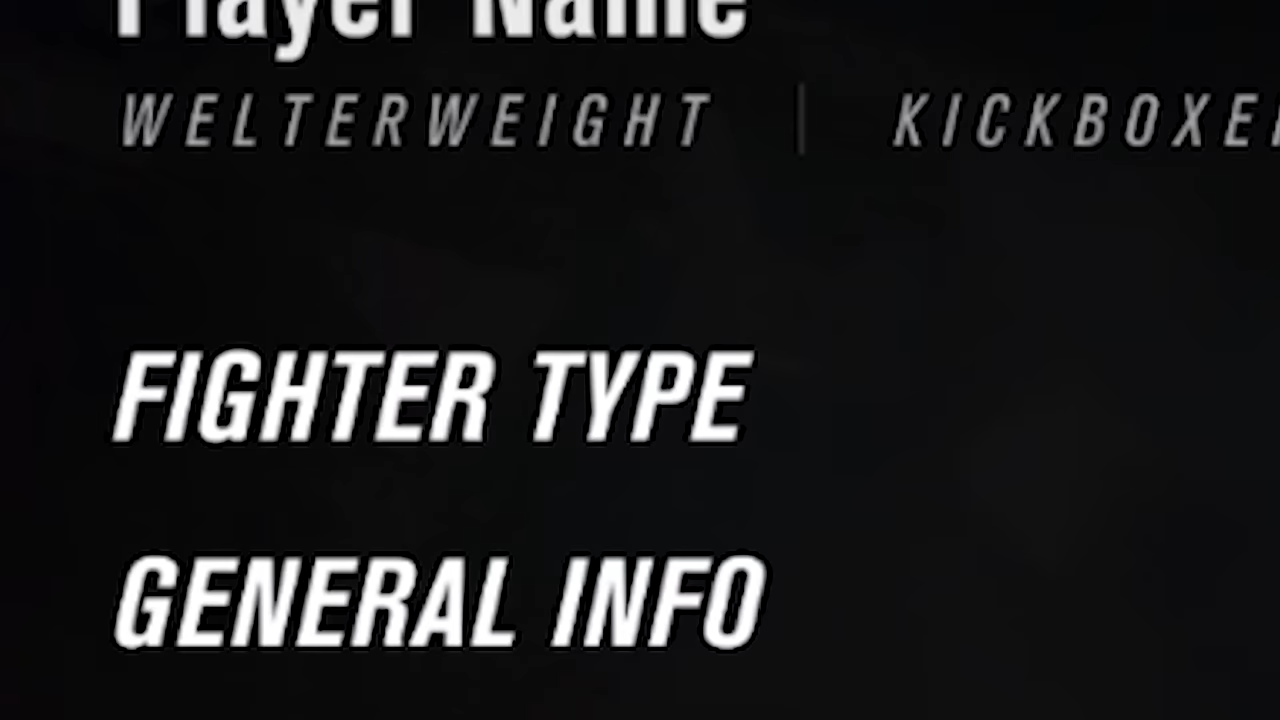 Player Name
WELTERWEIGHT | KICKBOXER
FIGHTER TYPE
GENERAL INFO